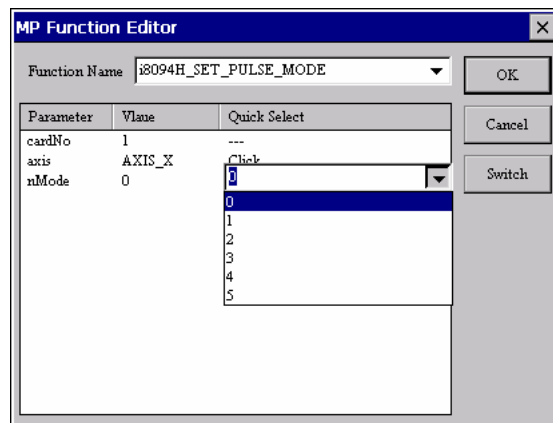 MP Function Editor
Function Name i8094H_SET_PULSE_MODE
OK
Parameter Vlaue Quick Select
Cancel
cardNo 1 ---
axis AXIS_X Click
Switch
nMode 0 0
0
1
2
3
4
5